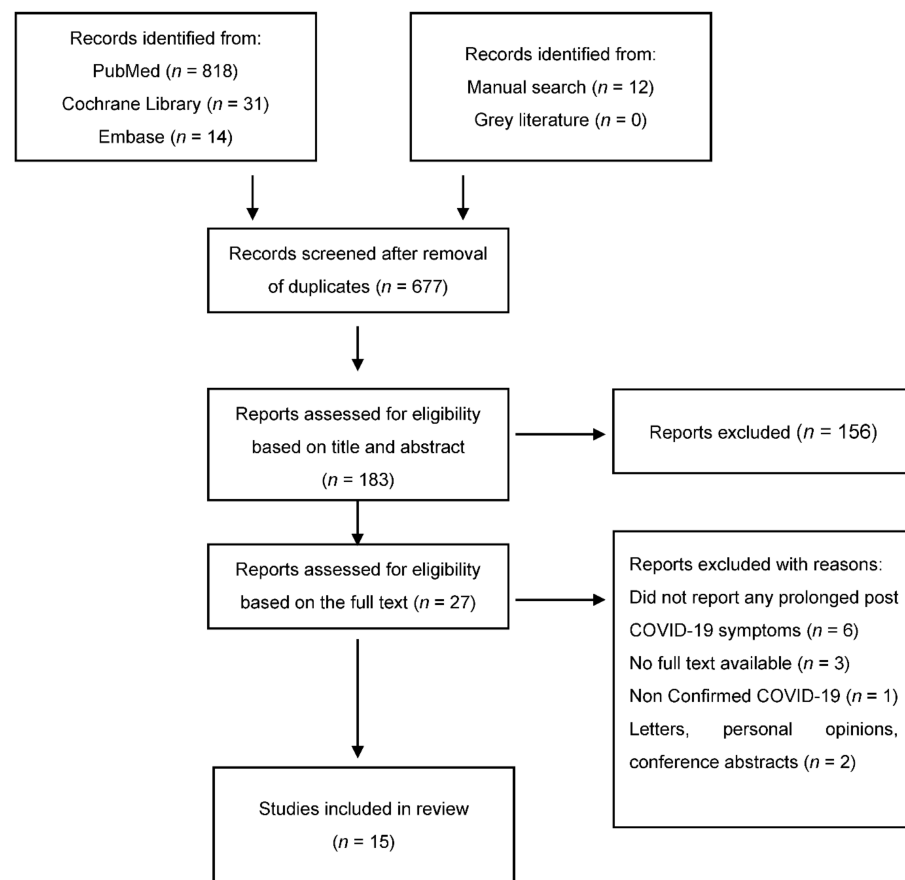 Records identified from:
PubMed (n = 818)
Cochrane Library (n = 31)
Embase (n = 14)
Records identified from:
Manual search (n = 12)
Grey literature (n = 0)
Records screened after removal
of duplicates (n = 677)
Reports assessed for eligibility
based on title and abstract
(n = 183)
Reports excluded (n = 156)
Reports assessed for eligibility
based on the full text (n = 27)
Reports excluded with reasons:
Did not report any prolonged post
COVID-19 symptoms (n = 6)
No full text available (n = 3)
Non Confirmed COVID-19 (n = 1)
Letters, personal opinions,
conference abstracts (n = 2)
Studies included in review
(n = 15)